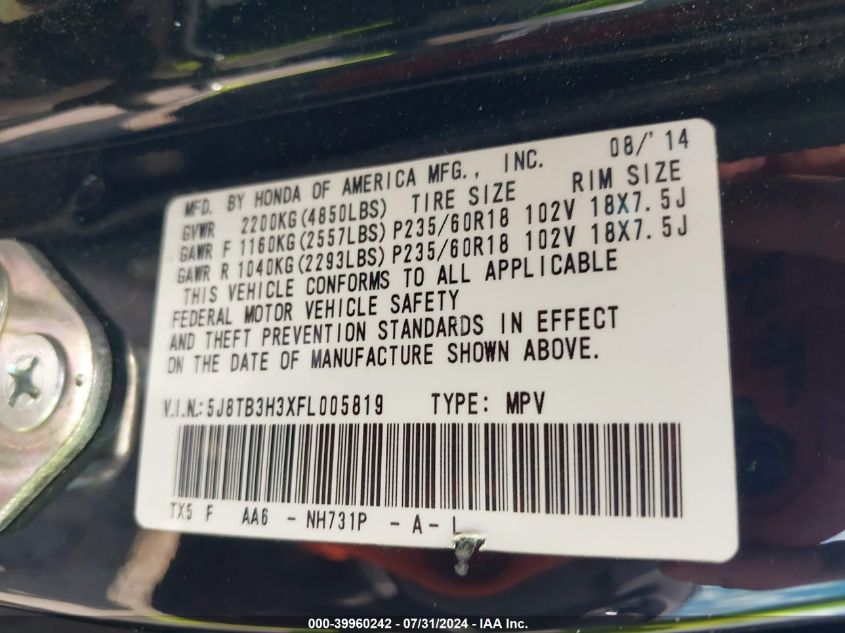 08/'14
MFD. BY HONDA OF AMERICA MFG., INC.
GVWR 2200KG(4850LBS) TIRE SIZE RIM SIZE
GAWR F 1160KG(2557LBS) P235/60R18 102V 18X7.5J
GAWR R 1040KG(2293LBS) P235/60R18 102V 18X7.5J
THIS VEHICLE CONFORMS TO ALL APPLICABLE
FEDERAL MOTOR VEHICLE SAFETY
AND THEFT PREVENTION STANDARDS IN EFFECT
ON THE DATE OF MANUFACTURE SHOWN ABOVE.
V.I.N.: 5J8TB3H3XFL005819 TYPE: MPV
TX5 F AA6 - NH731P - A -
000-39960242 - 07/31/2024 - IAA Inc.